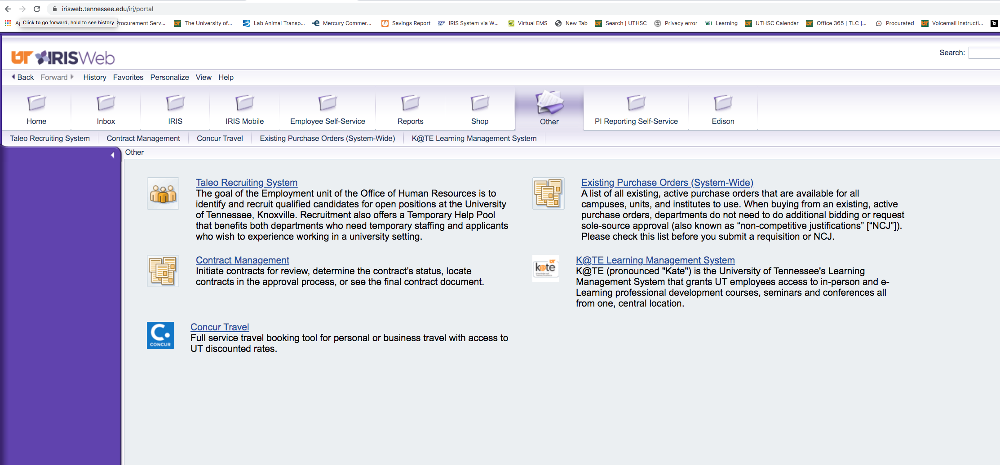 irisweb.tennessee.edu/irj/portal
Click to go forward, hold to see history
Procurement Serv... The University of... Lab Animal Transp... Mercury Commer... Savings Report SAP IRIS System via W... Virtual EMS New Tab Search | UTHSC Privacy error WBT Learning UTHSC Calendar Office 365 | TLC |... Procurated Voicemail Instructi... Ts
UT IRISWeb
Search:
Back Forward History Favorites Personalize View Help
Home Inbox IRIS IRIS Mobile Employee Self-Service Reports Shop Other PI Reporting Self-Service Edison
Taleo Recruiting System Contract Management Concur Travel Existing Purchase Orders (System-Wide) K@TE Learning Management System
Other
Taleo Recruiting System
The goal of the Employment unit of the Office of Human Resources is to
identify and recruit qualified candidates for open positions at the University
of Tennessee, Knoxville. Recruitment also offers a Temporary Help Pool
that benefits both departments who need temporary staffing and applicants
who wish to experience working in a university setting.
Existing Purchase Orders (System-Wide)
A list of all existing, active purchase orders that are available for all
campuses, units, and institutes to use. When buying from an existing, active
purchase orders, departments do not need to do additional bidding or request
sole-source approval (also known as “non-competitive justifications” [“NCJ”]).
Please check this list before you submit a requisition or NCJ.
Contract Management
Initiate contracts for review, determine the contract’s status, locate
contracts in the approval process, or see the final contract document.
UT
k@te
K@TE Learning Management System
K@TE (pronounced "Kate") is the University of Tennessee's Learning
Management System that grants UT employees access to in-person and e-
Learning professional development courses, seminars and conferences all
from one, central location.
C.
CONCUR
Concur Travel
Full service travel booking tool for personal or business travel with access to
UT discounted rates.